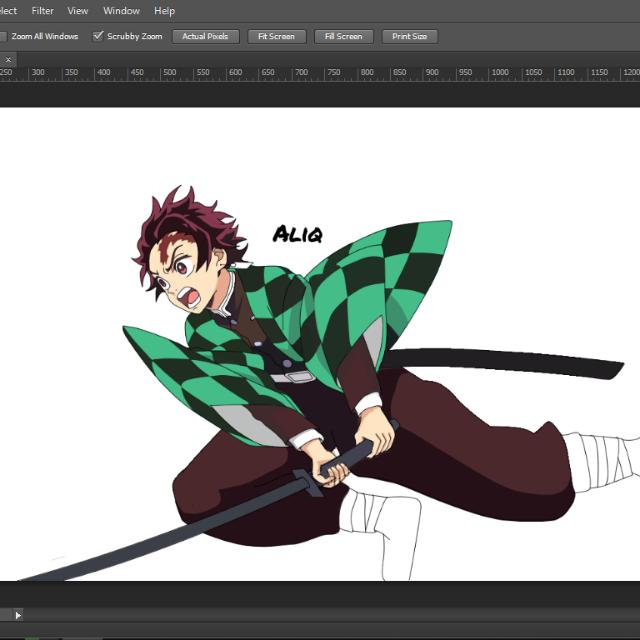 lect Filter View Window Help
Zoom All Windows Scrubby Zoom Actual Pixels Fit Screen Fill Screen Print Size
×
250 300 350 400 450 500 550 600 650 700 750 800 850 900 950 1000 1050 1100 1150 1200
ALIQ